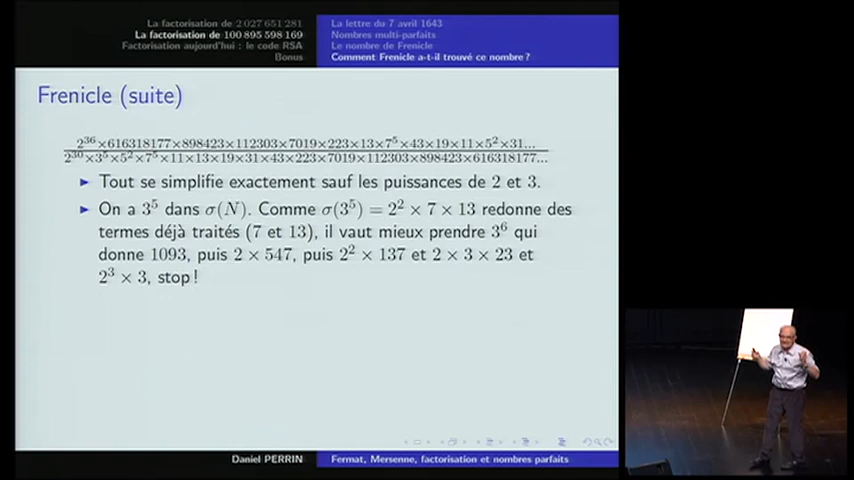 La factorisation de 2 027 651 281
La factorisation de 100 895 598 169
Factorisation aujourd'hui : le code RSA
Bonus
La lettre du 7 avril 1643
Nombres multi-parfaits
Le nombre de Frenicle
Comment Frenicle a-t-il trouvé ce nombre ?
Frenicle (suite)
2^36×616318177×898423×112303×7019×223×13×7^5×43×19×11×5^2×31...
2^30×3^5×5^2×7^5×11×13×19×31×43×223×7019×112303×898423×616318177...
► Tout se simplifie exactement sauf les puissances de 2 et 3.
► On a 3^5 dans σ(N). Comme σ(3^5) = 2^2 × 7 × 13 redonne des
termes déjà traités (7 et 13), il vaut mieux prendre 3^6 qui
donne 1093, puis 2 × 547, puis 2^2 × 137 et 2 × 3 × 23 et
2^3 × 3, stop !
Daniel PERRIN
Fermat, Mersenne, factorisation et nombres parfaits